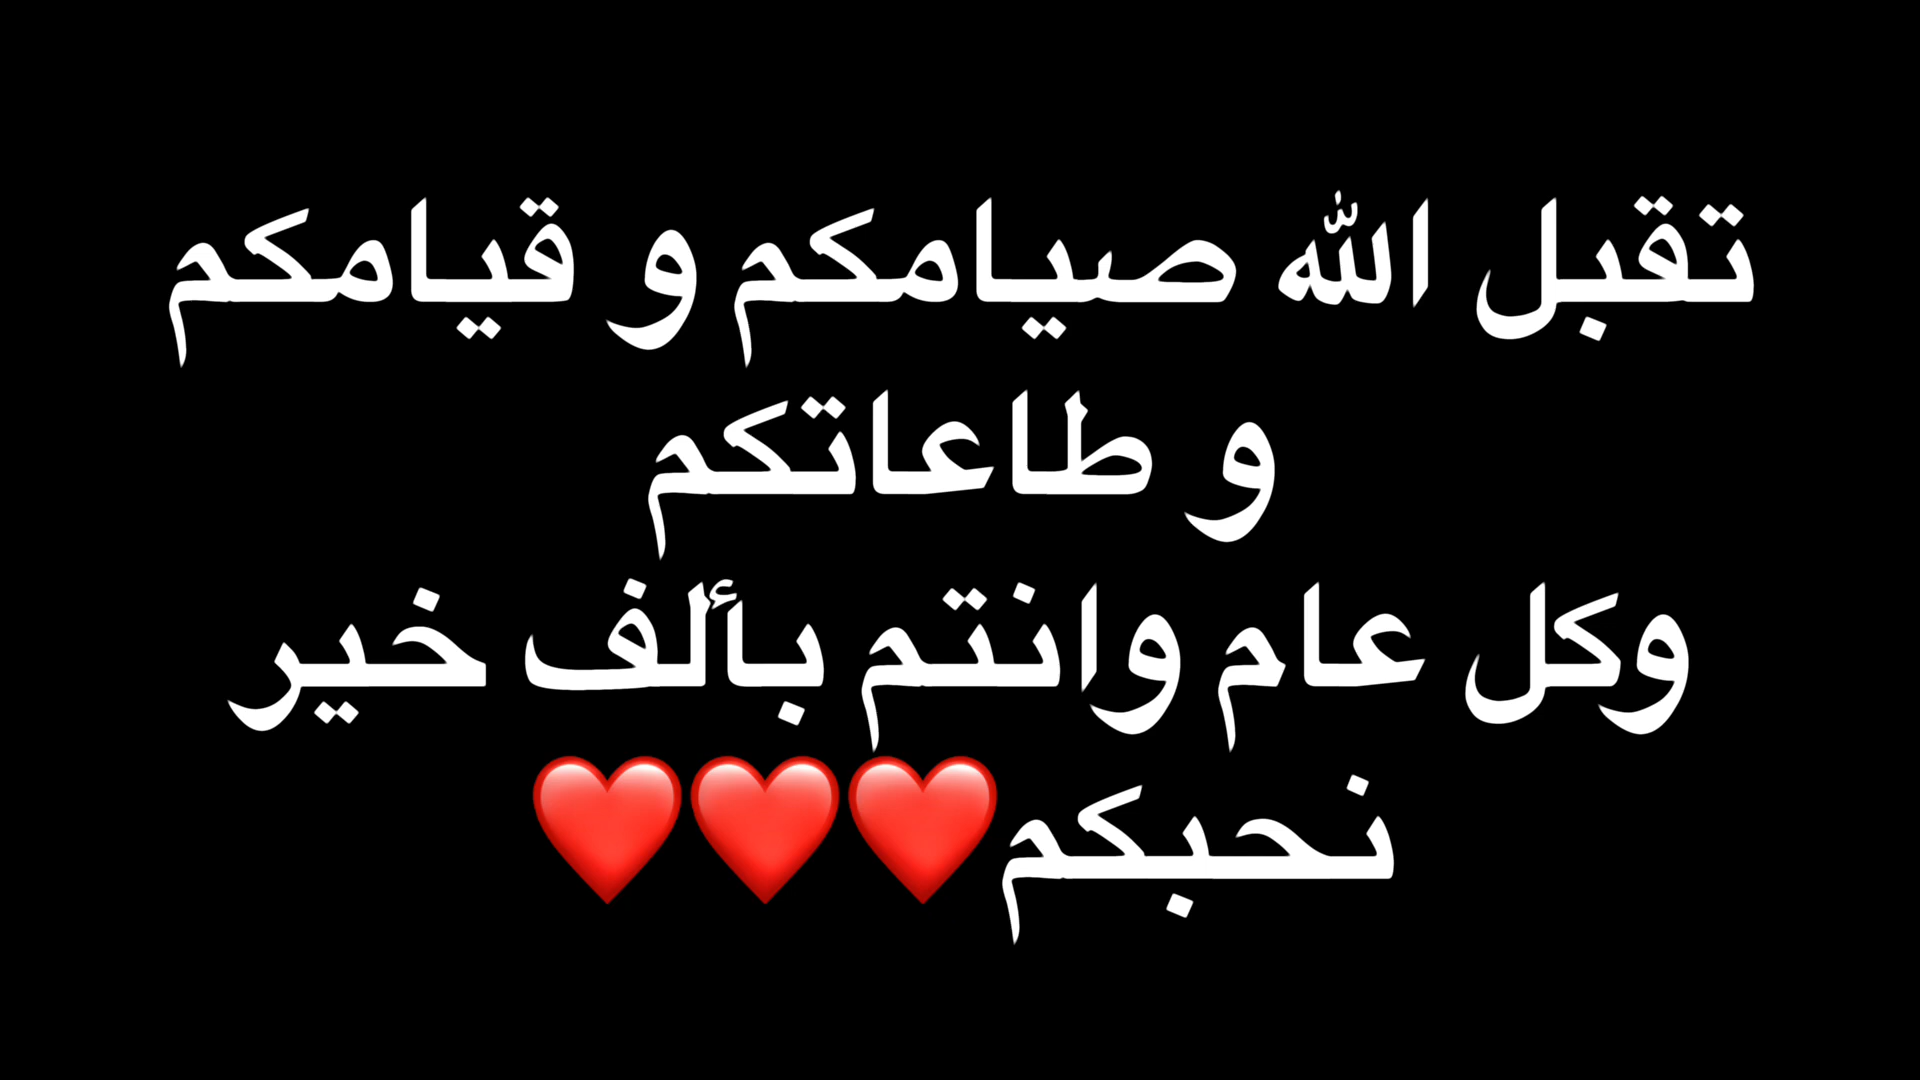 تقبل الله صيامكم و قيامكم
و طاعاتكم
وكل عام وانتم بألف خير
نحبكم❤️❤️❤️